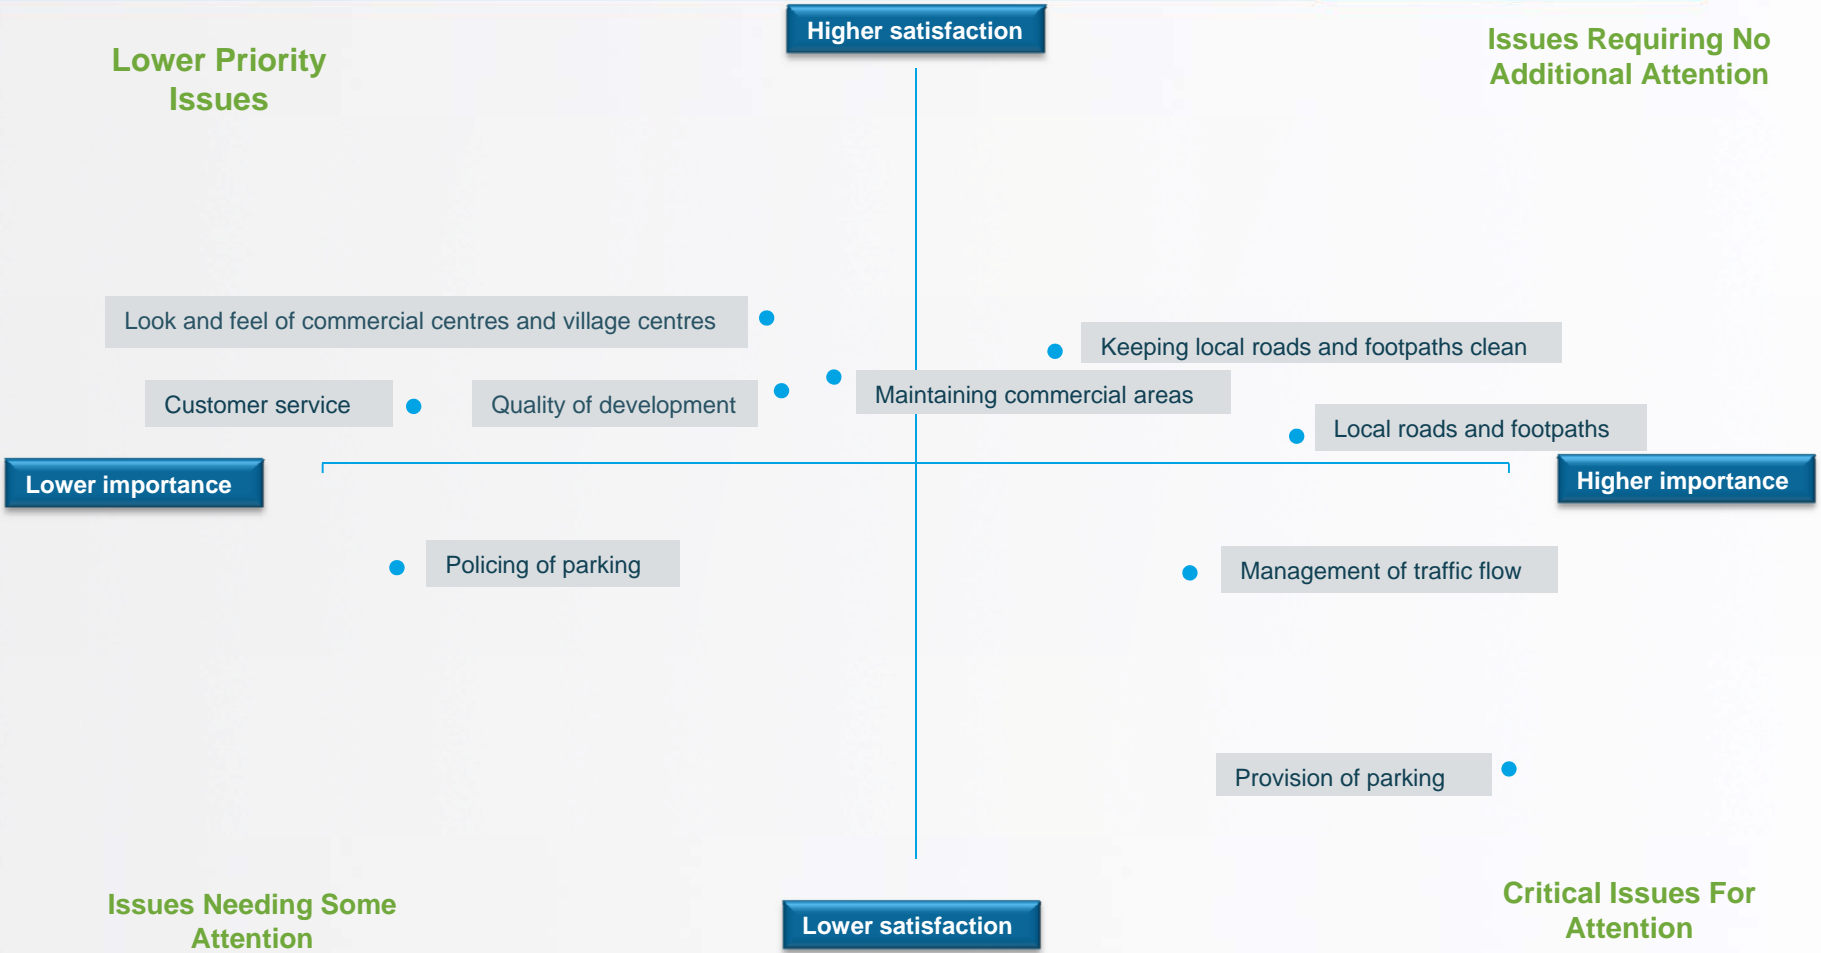 Higher satisfaction
Lower Priority
Issues
Issues Requiring No
Additional Attention
Look and feel of commercial centres and village centres
Keeping local roads and footpaths clean
Customer service
Quality of development
Maintaining commercial areas
Local roads and footpaths
Lower importance
Higher importance
Policing of parking
Management of traffic flow
Provision of parking
Issues Needing Some
Attention
Lower satisfaction
Critical Issues For
Attention